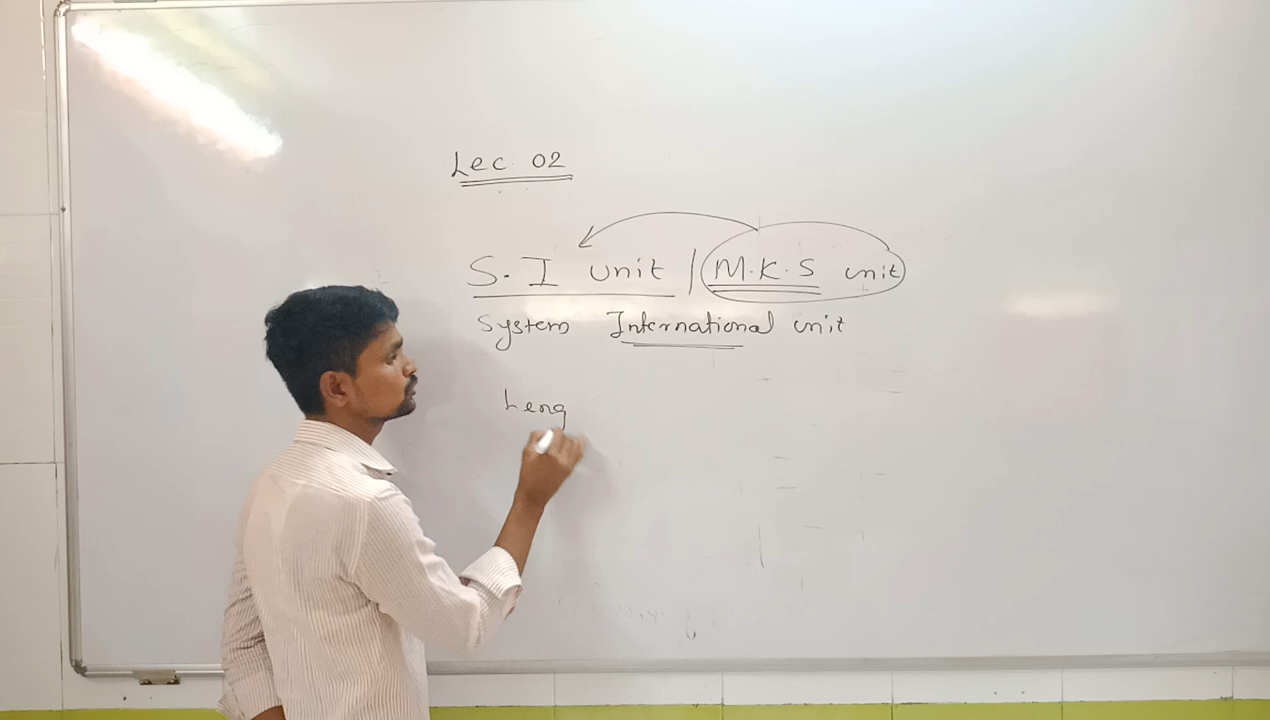 Lec. 02
S.I unit / M.K.S unit
System International unit
Leng